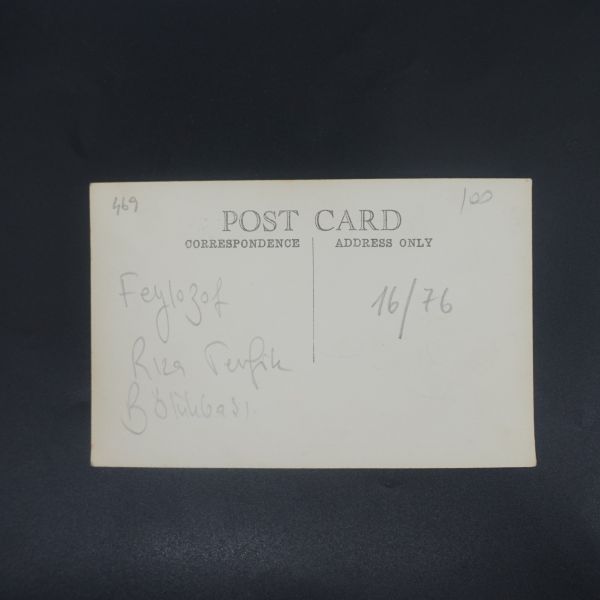 469
100
POST CARD
CORRESPONDENCE
ADDRESS ONLY
Feylozof
16/76
Rıza Tevfik
Bölükbaşı